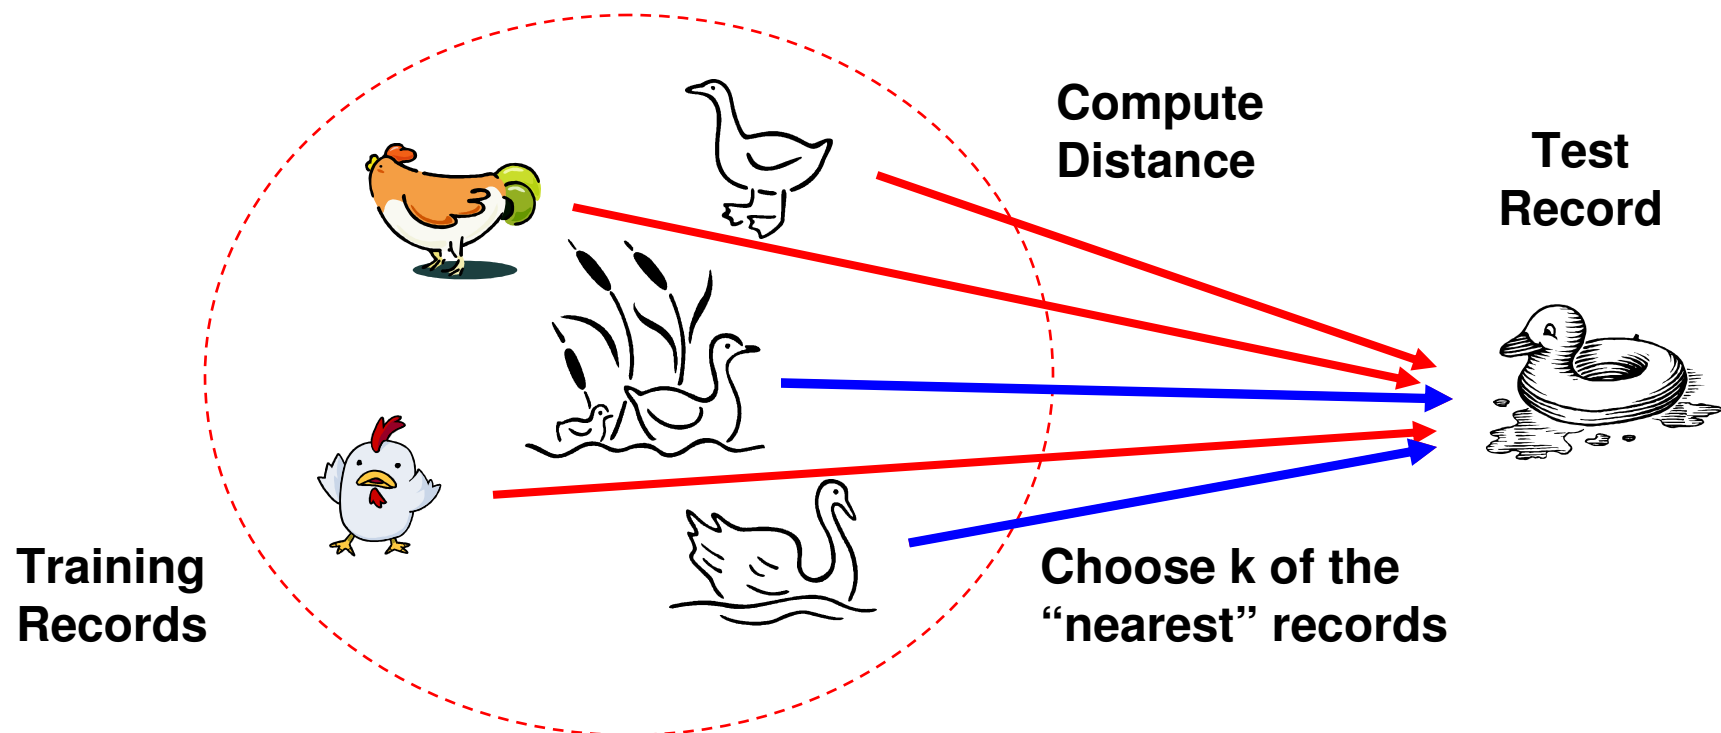 Compute
Distance
Test
Record
Training
Records
Choose k of the
“nearest” records